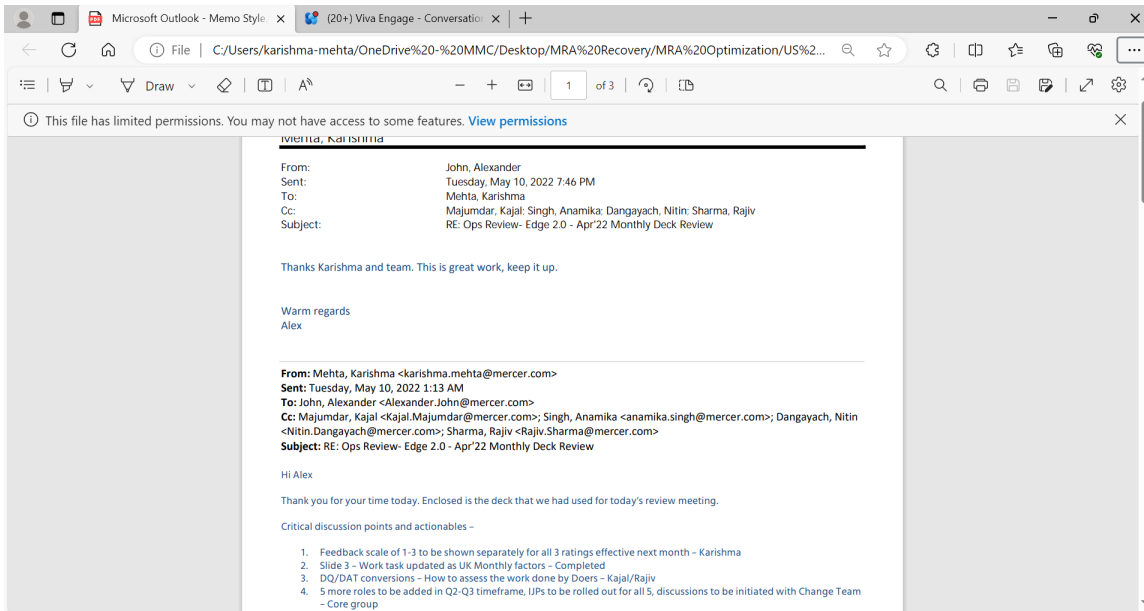 Microsoft Outlook - Memo Style
(20+) Viva Engage - Conversation
File
C:/Users/karishma-mehta/OneDrive%20-%20MMC/Desktop/MRA%20Recovery/MRA%20Optimization/US%2...
Draw
1 of 3
This file has limited permissions. You may not have access to some features. View permissions
Mehta, Karishma
From: John, Alexander
Sent: Tuesday, May 10, 2022 7:46 PM
To: Mehta, Karishma
Cc: Majumdar, Kajal; Singh, Anamika; Dangayach, Nitin; Sharma, Rajiv
Subject: RE: Ops Review- Edge 2.0 - Apr'22 Monthly Deck Review
Thanks Karishma and team. This is great work, keep it up.
Warm regards
Alex
From: Mehta, Karishma <karishma.mehta@mercer.com>
Sent: Tuesday, May 10, 2022 1:13 AM
To: John, Alexander <Alexander.John@mercer.com>
Cc: Majumdar, Kajal <Kajal.Majumdar@mercer.com>; Singh, Anamika <anamika.singh@mercer.com>; Dangayach, Nitin
<Nitin.Dangayach@mercer.com>; Sharma, Rajiv <Rajiv.Sharma@mercer.com>
Subject: RE: Ops Review- Edge 2.0 - Apr'22 Monthly Deck Review
Hi Alex
Thank you for your time today. Enclosed is the deck that we had used for today's review meeting.
Critical discussion points and actionables –
1. Feedback scale of 1-3 to be shown separately for all 3 ratings effective next month – Karishma
2. Slide 3 – Work task updated as UK Monthly factors – Completed
3. DQ/DAT conversions – How to assess the work done by Doers – Kajal/Rajiv
4. 5 more roles to be added in Q2-Q3 timeframe, IJPs to be rolled out for all 5, discussions to be initiated with Change Team
– Core group